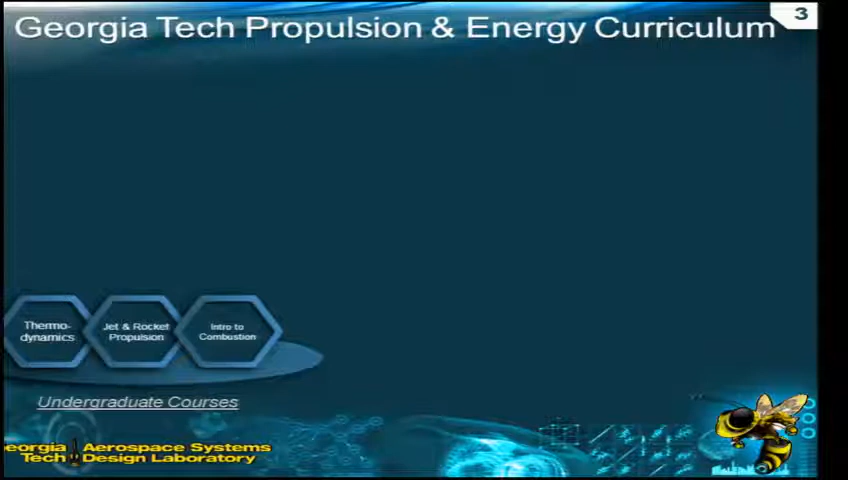 3
Georgia Tech Propulsion & Energy Curriculum
Thermo-
dynamics
Jet & Rocket
Propulsion
Intro to
Combustion
Undergraduate Courses
Georgia Tech
Aerospace Systems
Design Laboratory